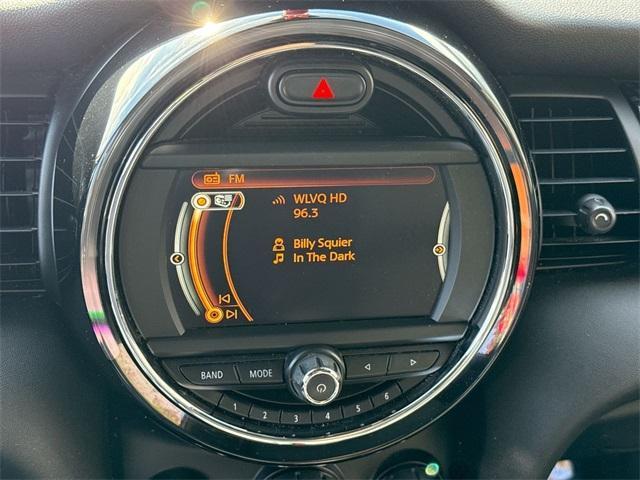 FM
WLVQ HD
96.3
Billy Squier
In The Dark
BAND MODE
1 2 3 4 5 6